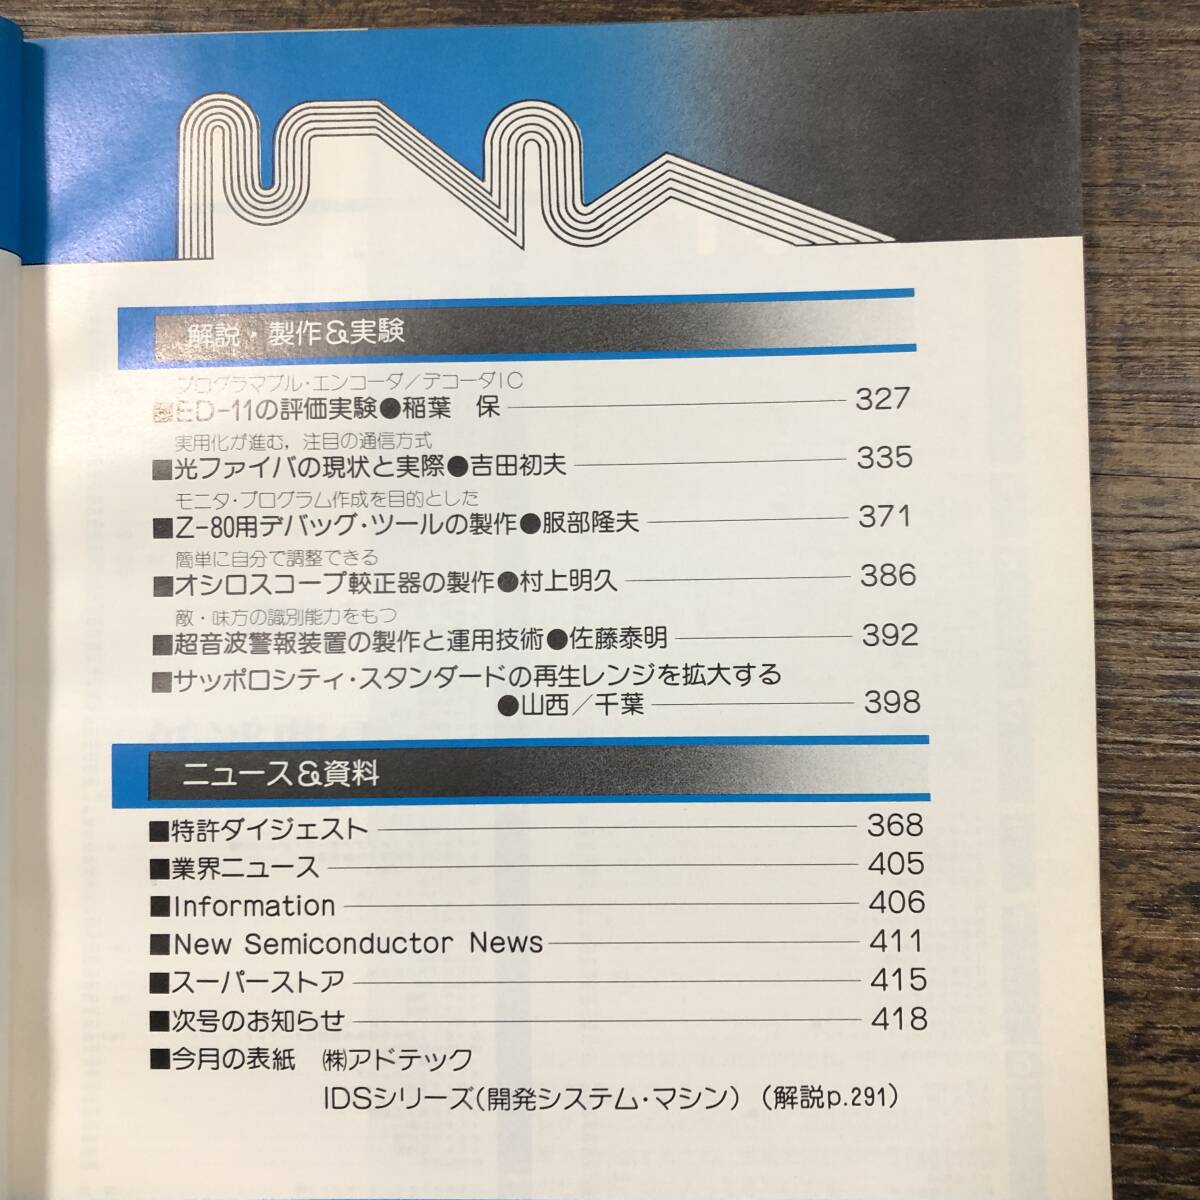 解説・製作&実験
プログラマブル・エンコーダ/デコーダIC
■ED-11の評価実験●稲葉 保 327
実用化が進む，注目の通信方式
■光ファイバの現状と実際●吉田初夫 335
モニタ・プログラム作成を目的とした
■Z-80用デバッグ・ツールの製作●服部隆夫 371
簡単に自分で調整できる
■オシロスコープ較正器の製作●村上明久 386
敵・味方の識別能力をもつ
■超音波警報装置の製作と運用技術●佐藤泰明 392
■サッポロシティ・スタンダードの再生レンジを拡大する
●山西/千葉 398
ニュース&資料
■特許ダイジェスト 368
■業界ニュース 405
■Information 406
■New Semiconductor News 411
■スーパーストア 415
■次号のお知らせ 418
■今月の表紙 ㈱アドテック
IDSシリーズ(開発システム・マシン) (解説p.291)